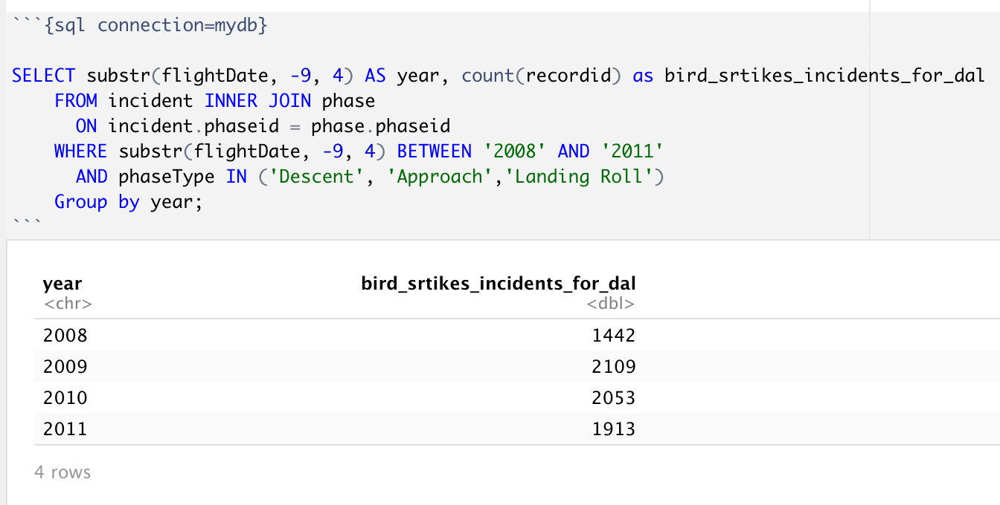 ```{sql connection=mydb}
SELECT substr(flightDate, -9, 4) AS year, count(recordid) as bird_srtikes_incidents_for_dal
FROM incident INNER JOIN phase
ON incident.phaseid = phase.phaseid
WHERE substr(flightDate, -9, 4) BETWEEN '2008' AND '2011'
AND phaseType IN ('Descent', 'Approach','Landing Roll')
Group by year;
```
year bird_srtikes_incidents_for_dal
<chr> <dbl>
2008 1442
2009 2109
2010 2053
2011 1913
4 rows